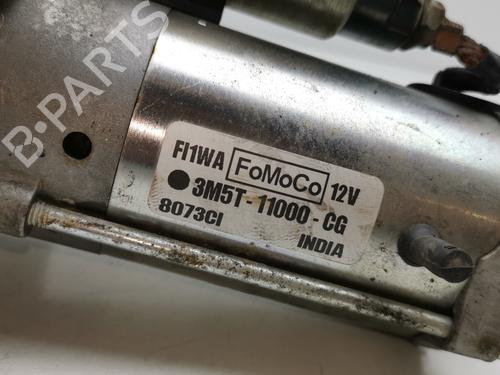 B-PARTS
FI1WA FoMoCo 12V
3M5T-11000-CG
8073CI
INDIA